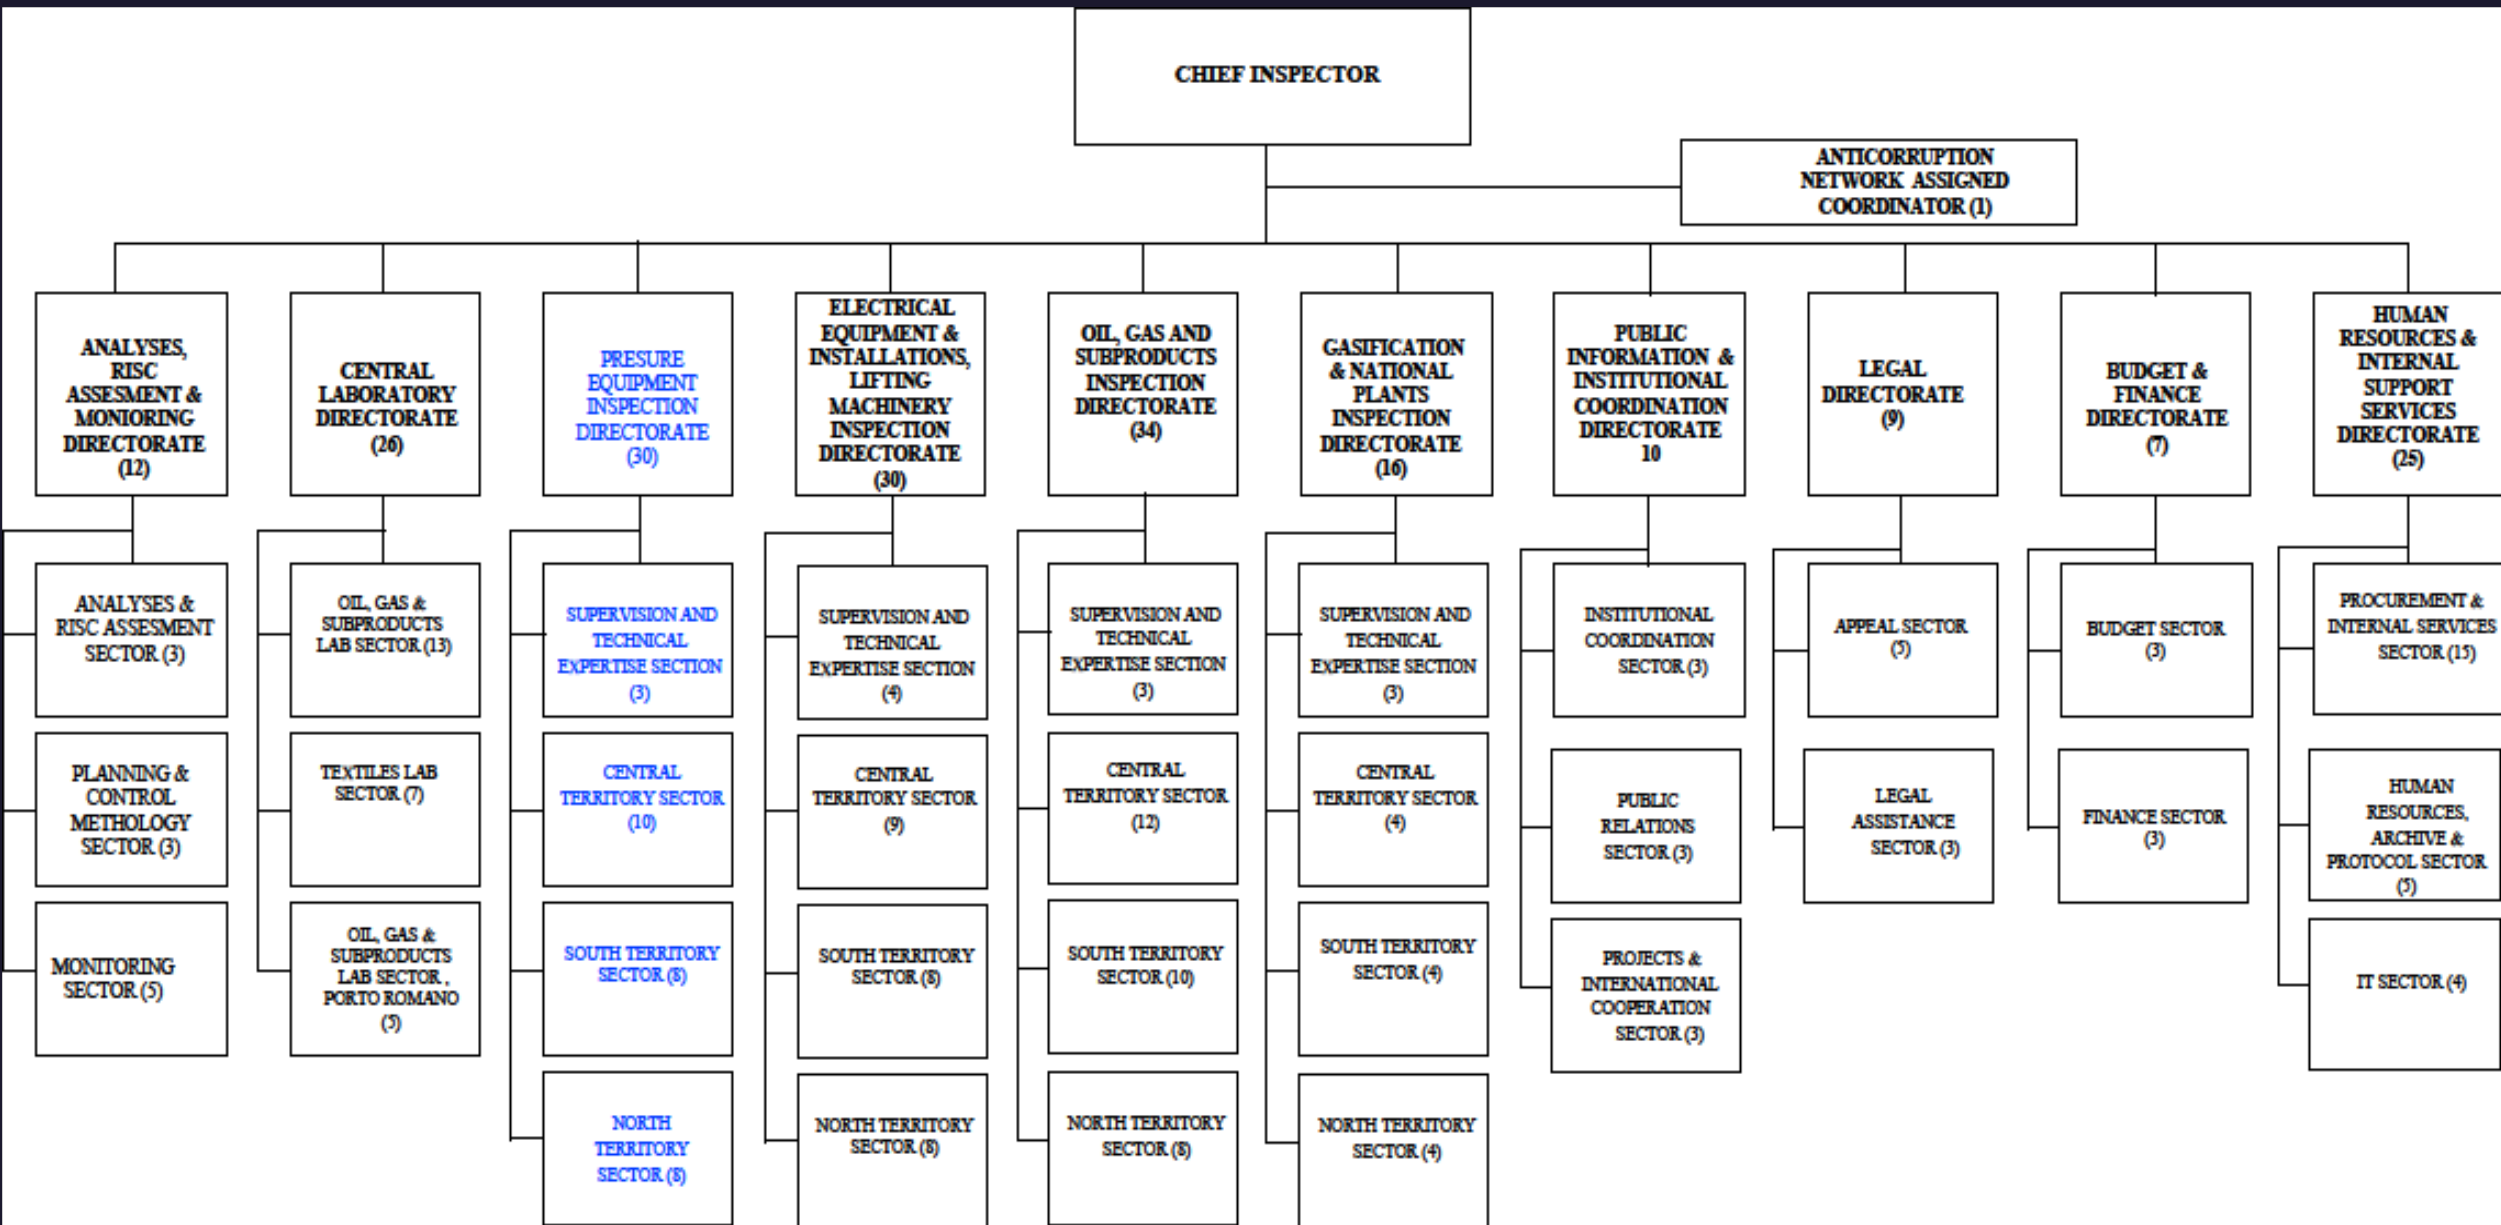 CHIEF INSPECTOR
ANTICORRUPTION
NETWORK ASSIGNED
COORDINATOR (1)
ANALYSES,
RISC
ASSESMENT &
MONIORING
DIRECTORATE
(12)
CENTRAL
LABORATORY
DIRECTORATE
(26)
PRESURE
EQUIPMENT
INSPECTION
DIRECTORATE
(30)
ELECTRICAL
EQUIPMENT &
INSTALLATIONS,
LIFTING
MACHINERY
INSPECTION
DIRECTORATE
(30)
OIL, GAS AND
SUBPRODUCTS
INSPECTION
DIRECTORATE
(34)
GASIFICATION
& NATIONAL
PLANTS
INSPECTION
DIRECTORATE
(16)
PUBLIC
INFORMATION &
INSTITUTIONAL
COORDINATION
DIRECTORATE
10
LEGAL
DIRECTORATE
(9)
BUDGET &
FINANCE
DIRECTORATE
(7)
HUMAN
RESOURCES &
INTERNAL
SUPPORT
SERVICES
DIRECTORATE
(25)
ANALYSES &
RISC ASSESMENT
SECTOR (3)
OIL, GAS &
SUBPRODUCTS
LAB SECTOR (13)
SUPERVISION AND
TECHNICAL
EXPERTISE SECTION
(3)
SUPERVISION AND
TECHNICAL
EXPERTISE SECTION
(4)
SUPERVISION AND
TECHNICAL
EXPERTISE SECTION
(3)
SUPERVISION AND
TECHNICAL
EXPERTISE SECTION
(3)
INSTITUTIONAL
COORDINATION
SECTOR (3)
APPEAL SECTOR
(5)
BUDGET SECTOR
(3)
PROCUREMENT &
INTERNAL SERVICES
SECTOR (15)
PLANNING &
CONTROL
METHOLOGY
SECTOR (3)
TEXTILES LAB
SECTOR (7)
CENTRAL
TERRITORY SECTOR
(10)
CENTRAL
TERRITORY SECTOR
(9)
CENTRAL
TERRITORY SECTOR
(12)
CENTRAL
TERRITORY SECTOR
(4)
PUBLIC
RELATIONS
SECTOR (3)
LEGAL
ASSISTANCE
SECTOR (3)
FINANCE SECTOR
(3)
HUMAN
RESOURCES,
ARCHIVE &
PROTOCOL SECTOR
(5)
MONITORING
SECTOR (5)
OIL, GAS &
SUBPRODUCTS
LAB SECTOR ,
PORTO ROMANO
(5)
SOUTH TERRITORY
SECTOR (8)
SOUTH TERRITORY
SECTOR (8)
SOUTH TERRITORY
SECTOR (10)
SOUTH TERRITORY
SECTOR (4)
PROJECTS &
INTERNATIONAL
COOPERATION
SECTOR (3)
IT SECTOR (4)
NORTH
TERRITORY
SECTOR (8)
NORTH TERRITORY
SECTOR (8)
NORTH TERRITORY
SECTOR (8)
NORTH TERRITORY
SECTOR (4)